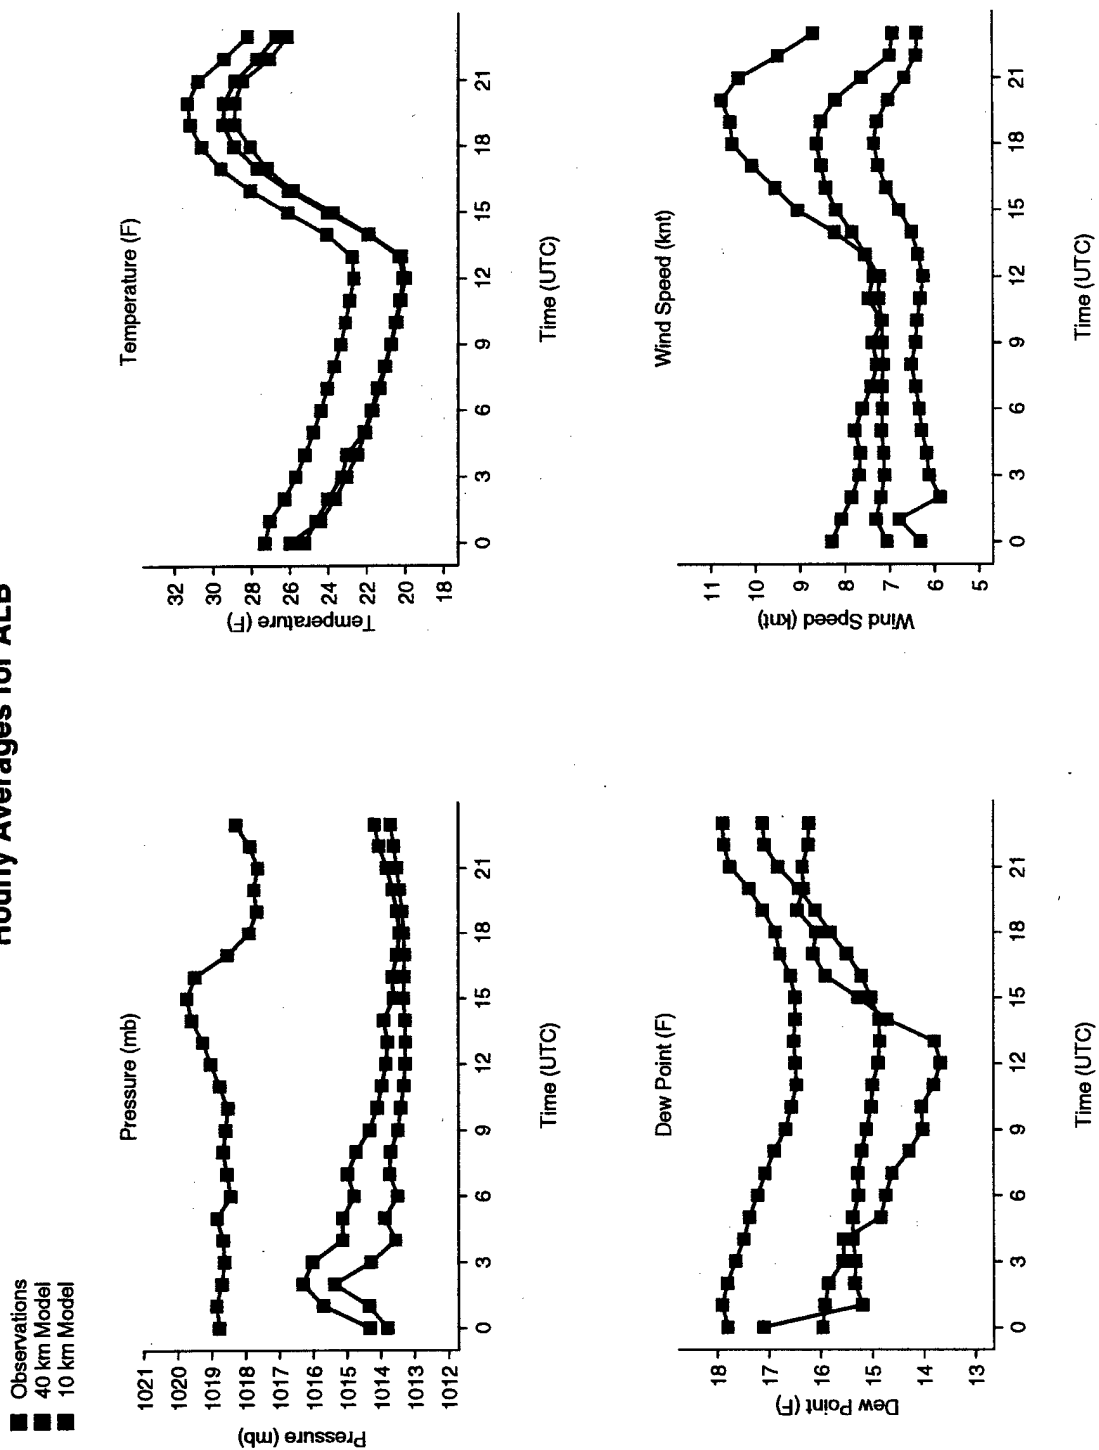 Hourly Averages for ALB
Observations
40 km Model
10 km Model
Pressure (mb)
Pressure (mb)
1021
1020
1019
1018
1017
1016
1015
1014
1013
1012
0 3 6 9 12 15 18 21
Time (UTC)
Temperature (F)
Temperature (F)
32
30
28
26
24
22
20
18
0 3 6 9 12 15 18 21
Time (UTC)
Dew Point (F)
Dew Point (F)
18
17
16
15
14
13
0 3 6 9 12 15 18 21
Time (UTC)
Wind Speed (knt)
Wind Speed (knt)
11
10
9
8
7
6
5
0 3 6 9 12 15 18 21
Time (UTC)